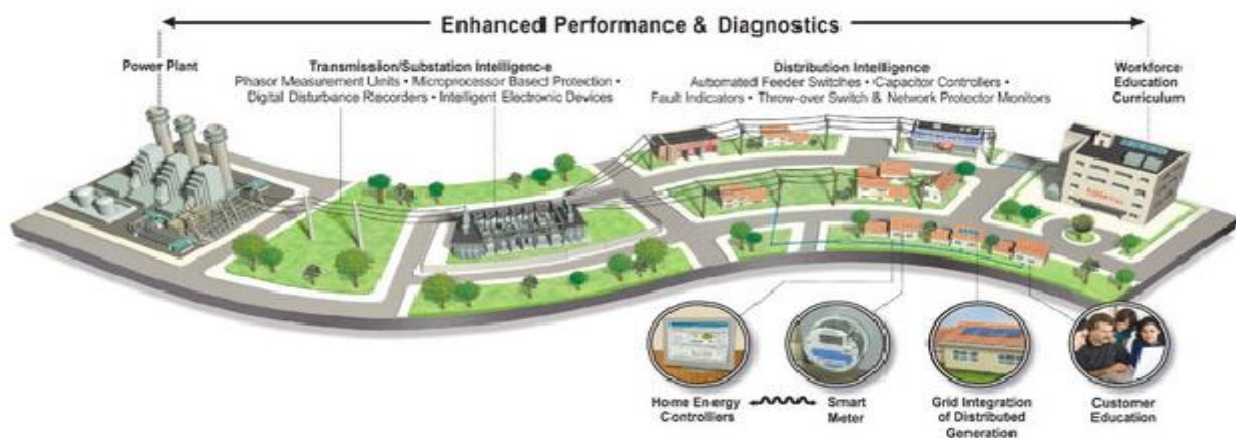 Enhanced Performance & Diagnostics
Power Plant
Transmission/Substation Intelligence
Phasor Measurement Units • Microprocessor Based Protection •
Digital Disturbance Recorders • Intelligent Electronic Devices
Distribution Intelligence
Automated Feeder Switches • Capacitor Controllers •
Fault Indicators • Throw-over Switch & Network Protector Monitors
Workforce
Education
Curriculum
Home Energy
Controllers
Smart
Meter
Grid Integration
of Distributed
Generation
Customer
Education